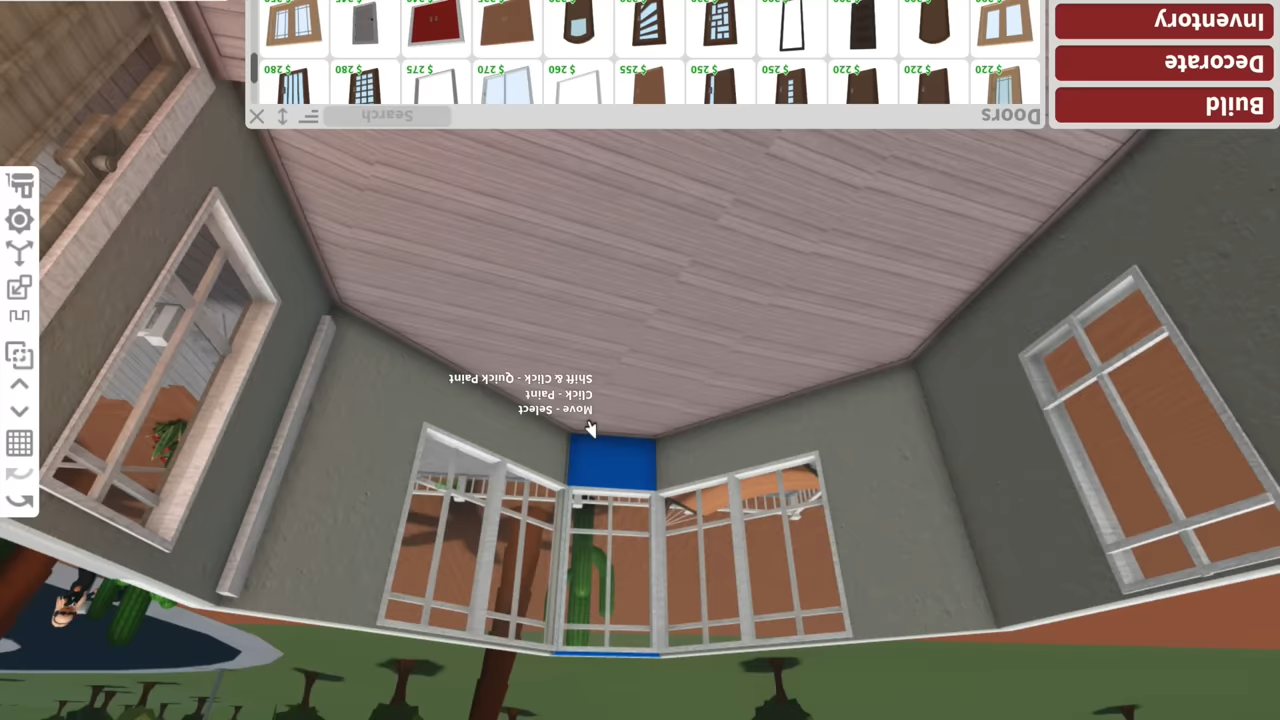 Move - Select
Click - Paint
Shift & Click - Quick Paint
Build
Decorate
Inventory
Doors
Search
$ 220 $ 220 $ 220 $ 250 $ 250 $ 255 $ 260 $ 270 $ 275 $ 280 $ 280